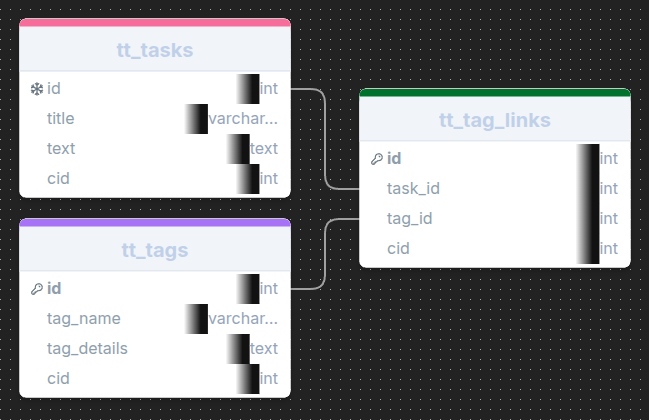 tt_tasks
id int
title varchar...
text text
cid int
tt_tags
id int
tag_name varchar...
tag_details text
cid int
tt_tag_links
id int
task_id int
tag_id int
cid int